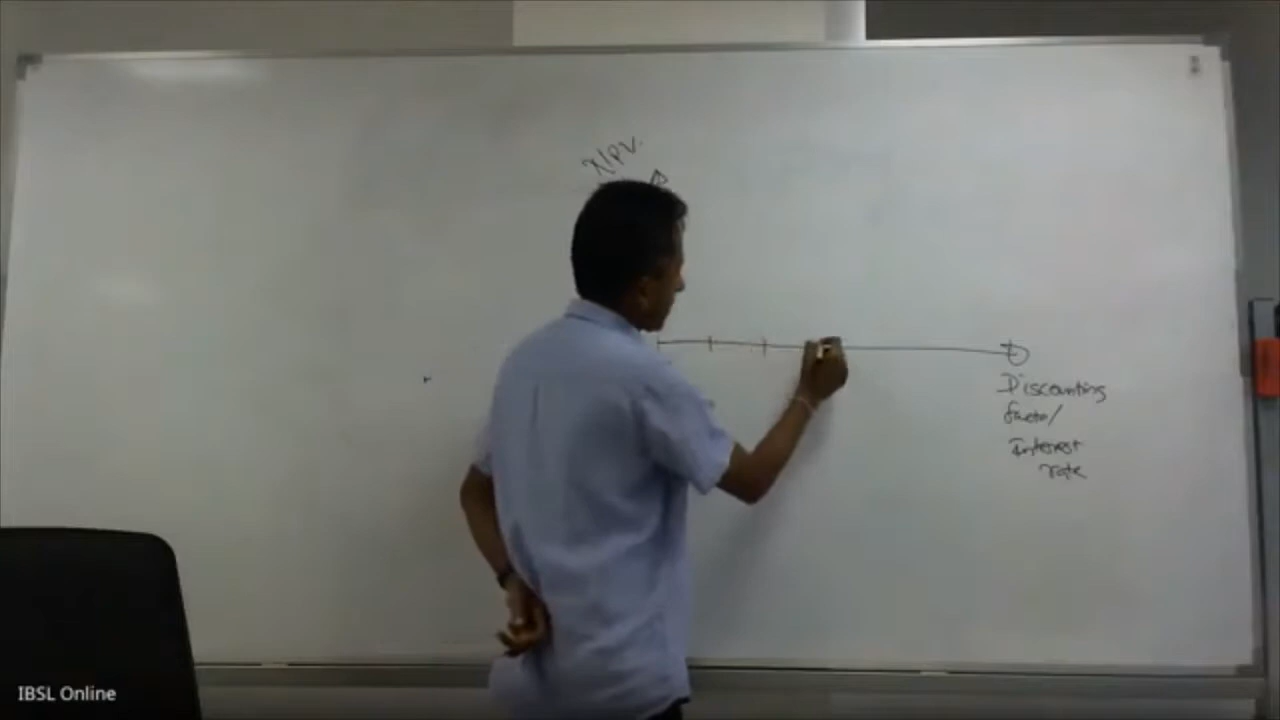 NPV
Discounting
factor/
interest
rate
IBSL Online